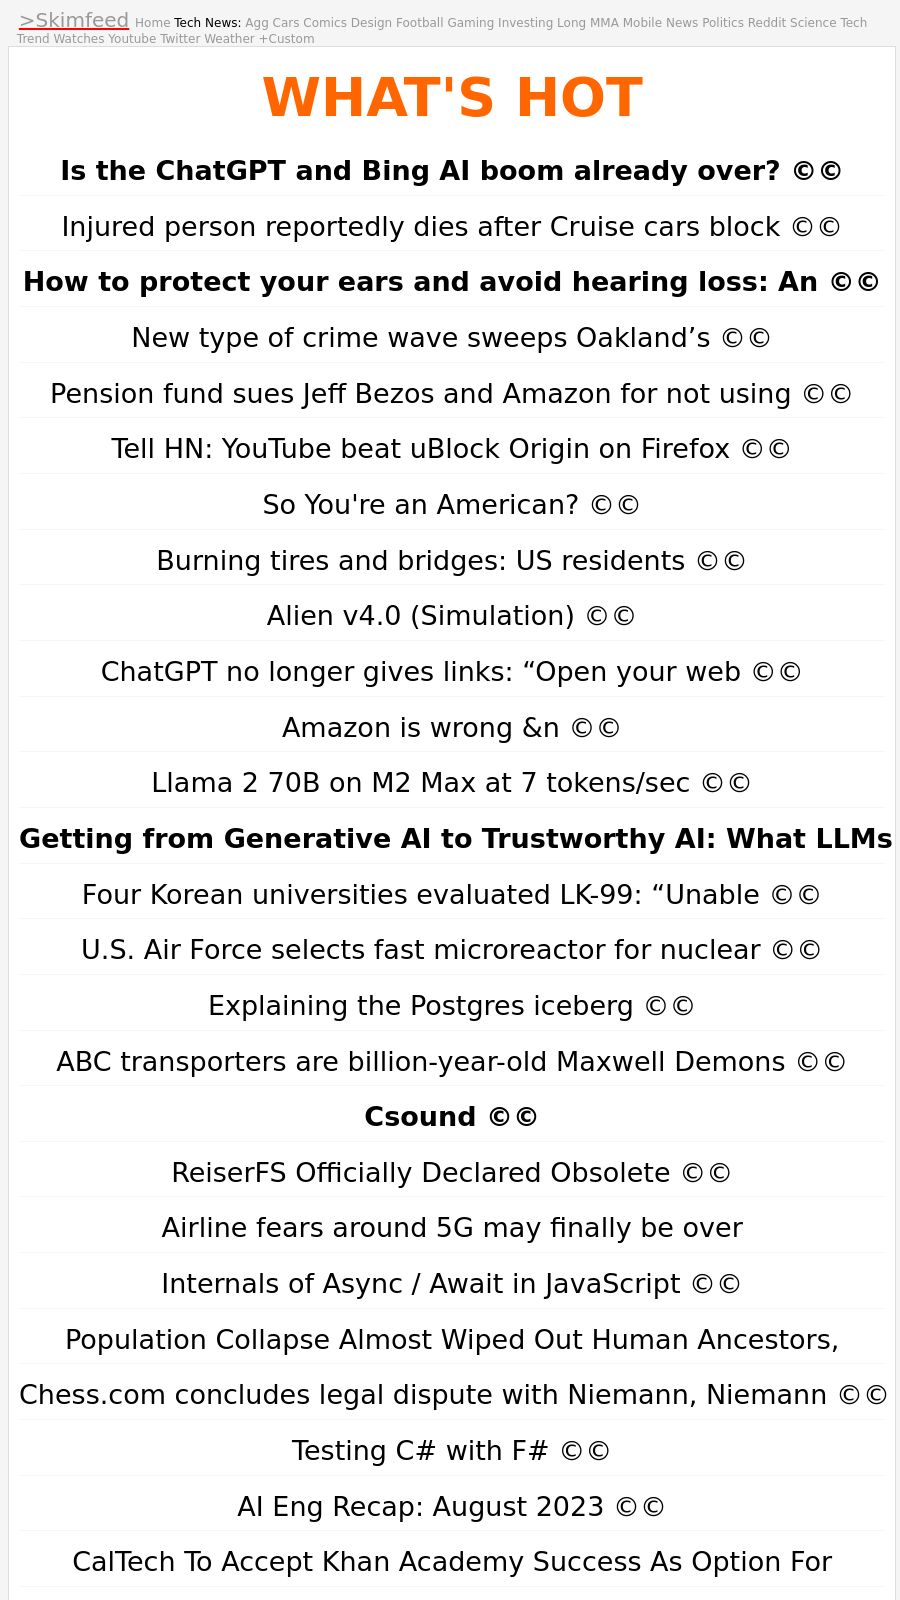 >Skimfeed Home Tech News: Agg Cars Comics Design Football Gaming Investing Long MMA Mobile News Politics Reddit Science Tech
Trend Watches Youtube Twitter Weather +Custom
WHAT'S HOT
Is the ChatGPT and Bing AI boom already over? ©©
Injured person reportedly dies after Cruise cars block ©©
How to protect your ears and avoid hearing loss: An ©©
New type of crime wave sweeps Oakland’s ©©
Pension fund sues Jeff Bezos and Amazon for not using ©©
Tell HN: YouTube beat uBlock Origin on Firefox ©©
So You're an American? ©©
Burning tires and bridges: US residents ©©
Alien v4.0 (Simulation) ©©
ChatGPT no longer gives links: “Open your web ©©
Amazon is wrong &n ©©
Llama 2 70B on M2 Max at 7 tokens/sec ©©
Getting from Generative AI to Trustworthy AI: What LLMs
Four Korean universities evaluated LK-99: “Unable ©©
U.S. Air Force selects fast microreactor for nuclear ©©
Explaining the Postgres iceberg ©©
ABC transporters are billion-year-old Maxwell Demons ©©
Csound ©©
ReiserFS Officially Declared Obsolete ©©
Airline fears around 5G may finally be over
Internals of Async / Await in JavaScript ©©
Population Collapse Almost Wiped Out Human Ancestors,
Chess.com concludes legal dispute with Niemann, Niemann ©©
Testing C# with F# ©©
AI Eng Recap: August 2023 ©©
CalTech To Accept Khan Academy Success As Option For